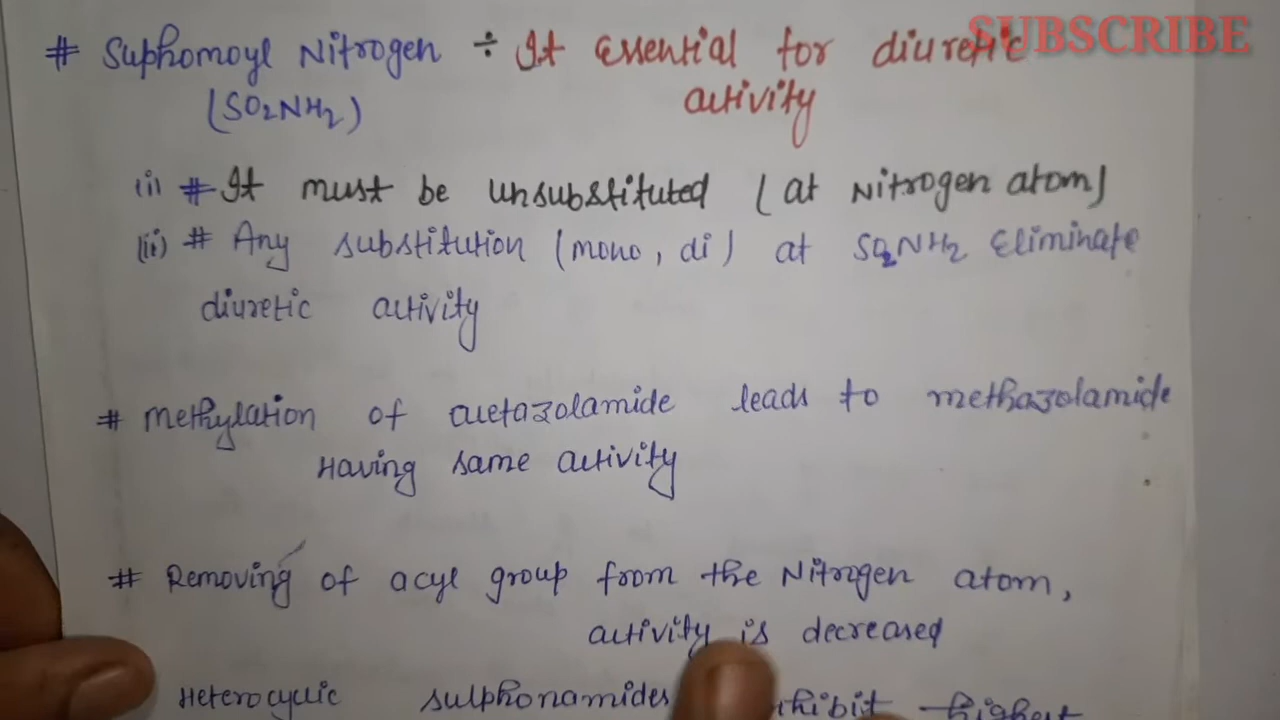 SUBSCRIBE
# Suphomoyl Nitrogen ÷ It Essential for diuretic
(SO2NH2) activity
(i) # It must be unsubstituted (at Nitrogen atom)
(ii) # Any substitution (mono, di) at SO2NH2 Eliminate
diuretic activity
# Methylation of acetazolamide leads to methazolamide
Having same activity
# Removing of acyl group from the Nitrogen atom,
activity is decreased
Heterocyclic sulphonamides highest